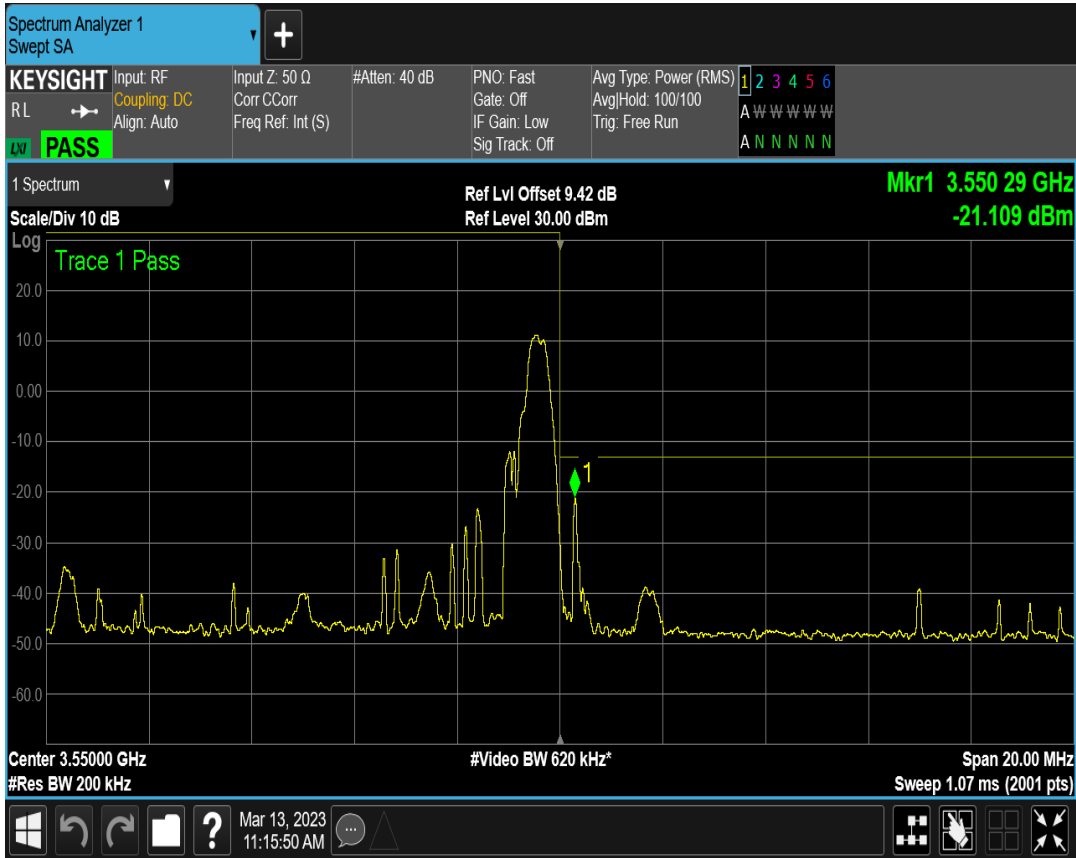 Spectrum Analyzer 1
Swept SA
+
KEYSIGHT
RL
LXI PASS
Input: RF
Coupling: DC
Align: Auto
Input Z: 50 Ω
Corr CCorr
Freq Ref: Int (S)
#Atten: 40 dB
PNO: Fast
Gate: Off
IF Gain: Low
Sig Track: Off
Avg Type: Power (RMS)
Avg|Hold: 100/100
Trig: Free Run
1 2 3 4 5 6
A W W W W W
A N N N N N
1 Spectrum
Scale/Div 10 dB
Ref Lvl Offset 9.42 dB
Ref Level 30.00 dBm
Mkr1 3.550 29 GHz
-21.109 dBm
Log
Trace 1 Pass
20.0
10.0
0.00
-10.0
1
-20.0
-30.0
-40.0
-50.0
-60.0
Center 3.55000 GHz
#Res BW 200 kHz
#Video BW 620 kHz*
Span 20.00 MHz
Sweep 1.07 ms (2001 pts)
?
Mar 13, 2023
11:15:50 AM